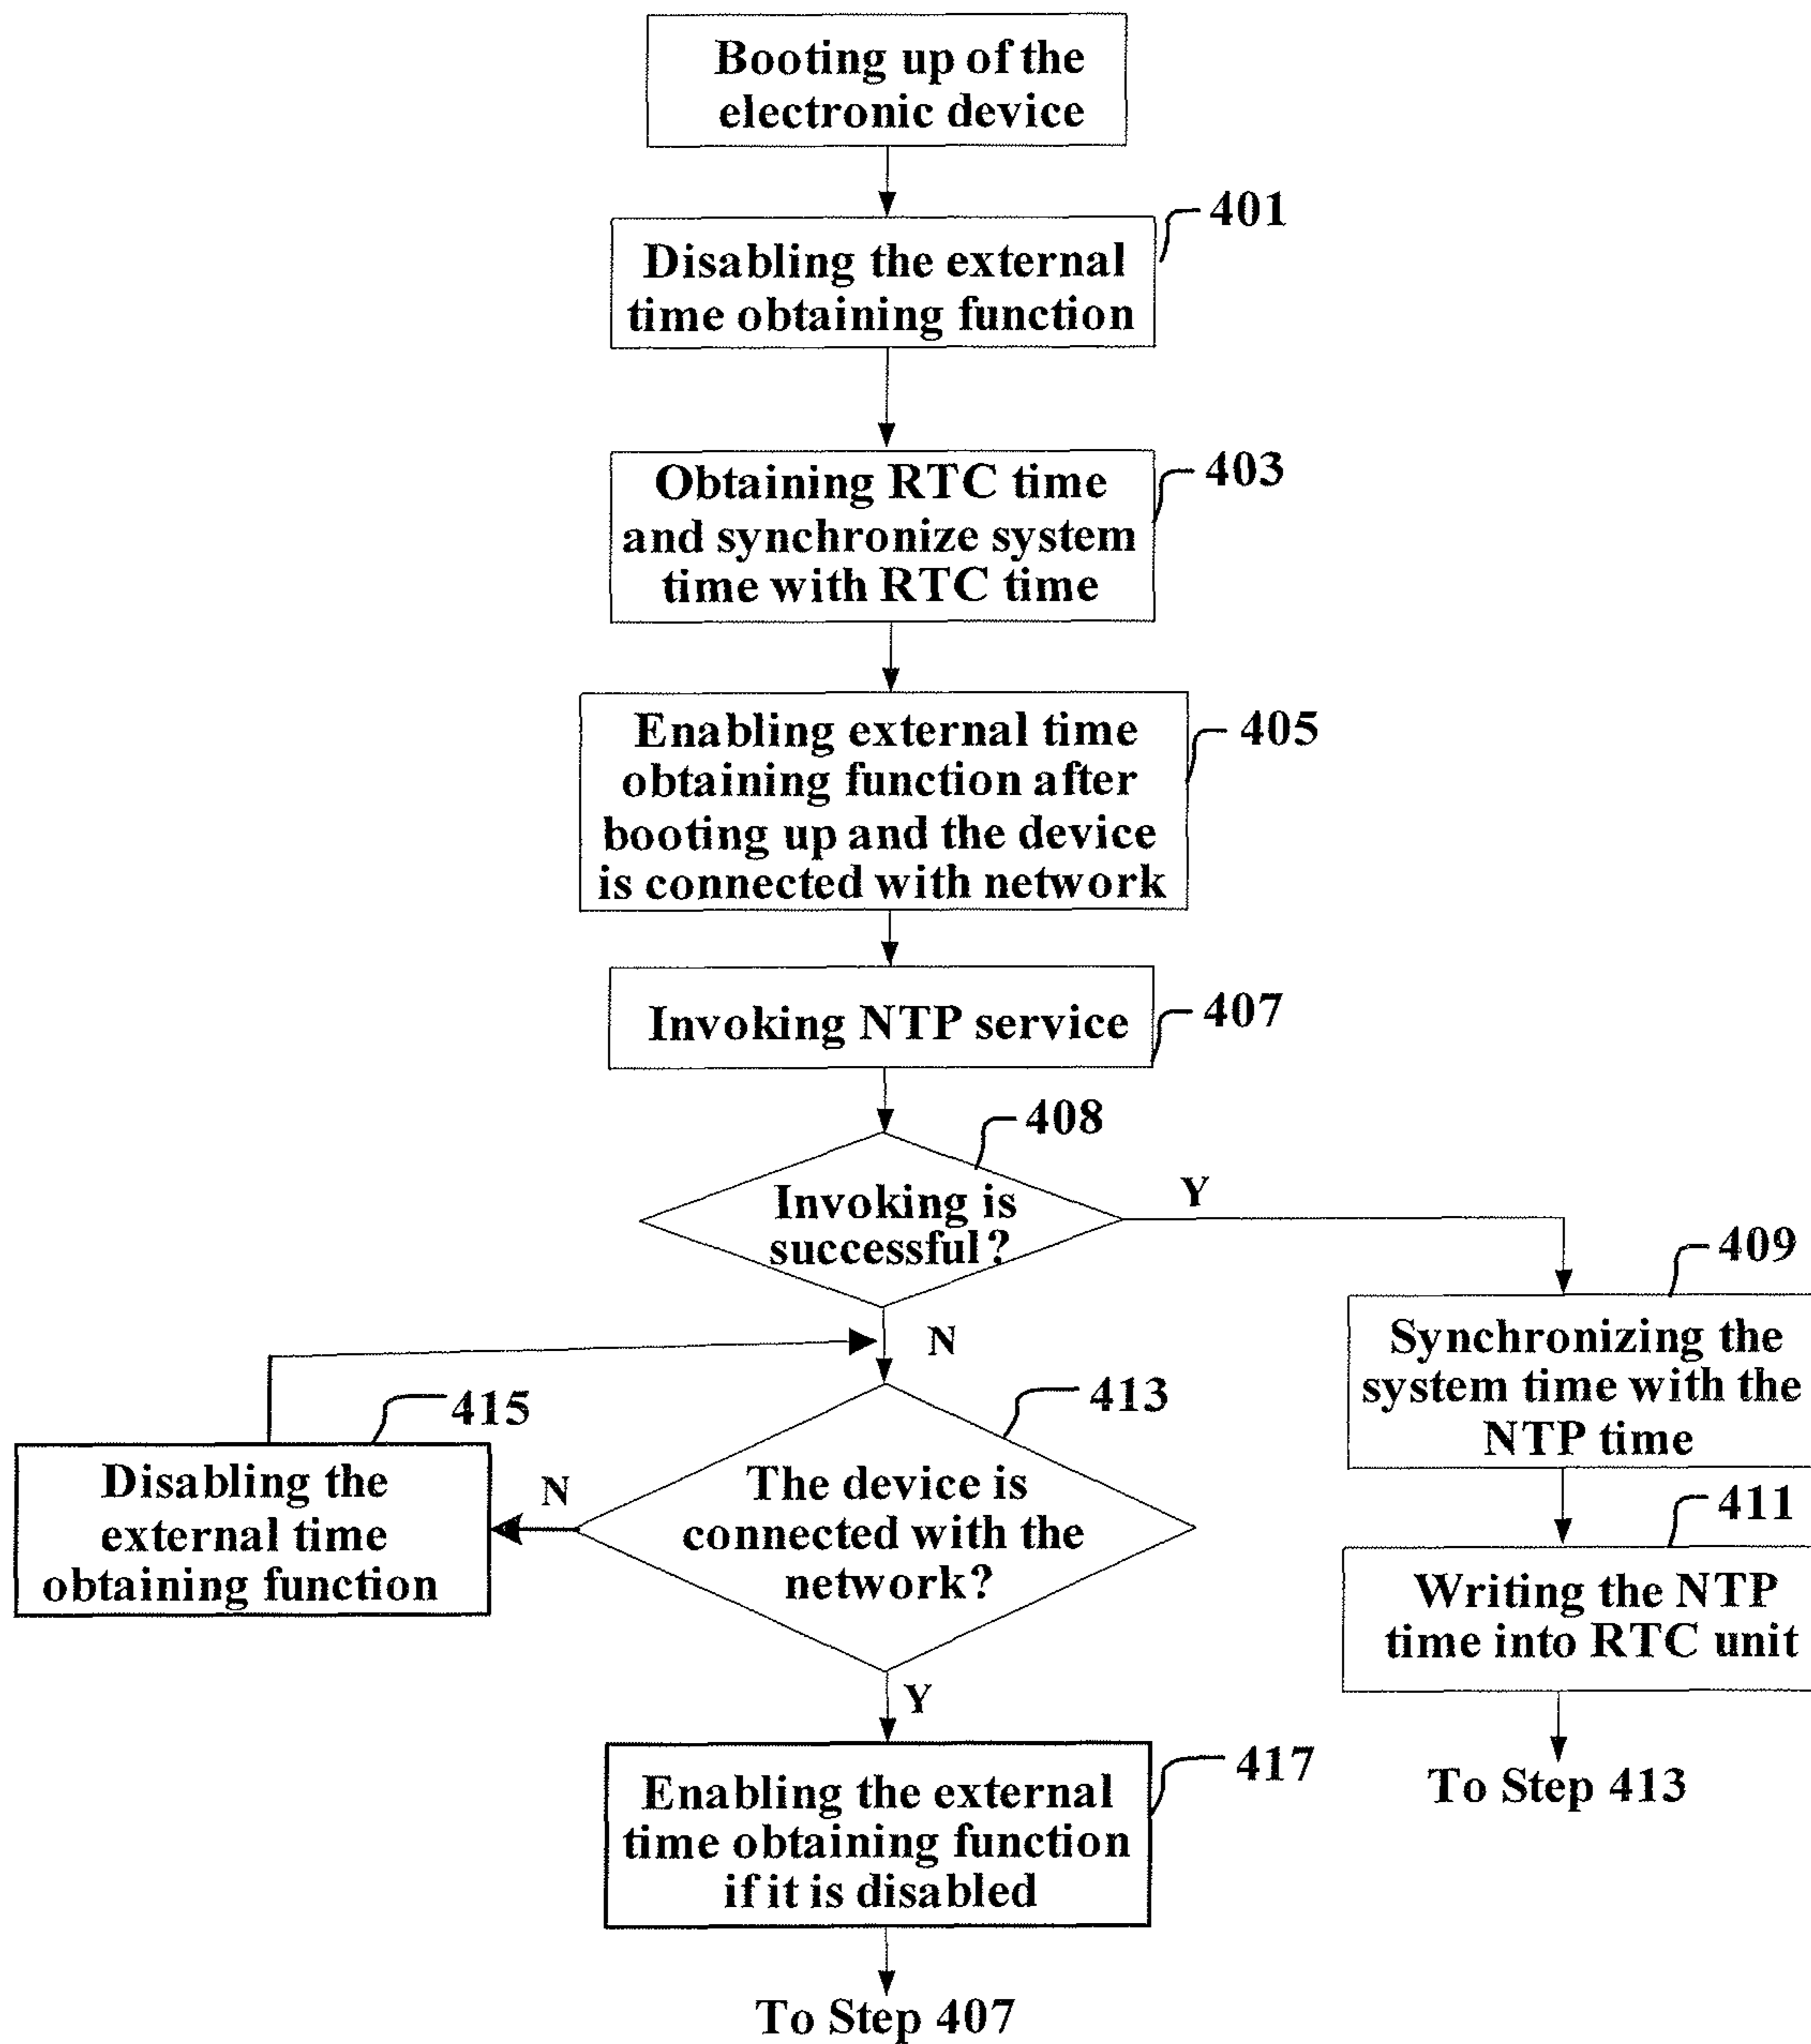 Booting up of the
electronic device
401
Disabling the external
time obtaining function
403
Obtaining RTC time
and synchronize system
time with RTC time
405
Enabling external time
obtaining function after
booting up and the device
is connected with network
407
Invoking NTP service
408
Invoking is
successful?
Y
N
409
Synchronizing the
system time with the
NTP time
415
Disabling the
external time
obtaining function
N
413
The device is
connected with the
network?
411
Writing the NTP
time into RTC unit
To Step 413
Y
417
Enabling the external
time obtaining function
if it is disabled
To Step 407